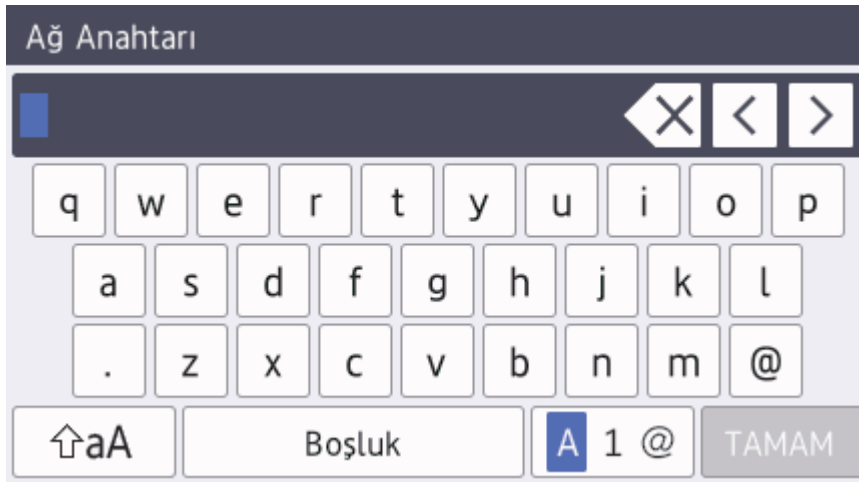 Ağ Anahtarı
q w e r t y u i o p
a s d f g h j k l
. z x c v b n m @
aA Boşluk A 1 @ TAMAM